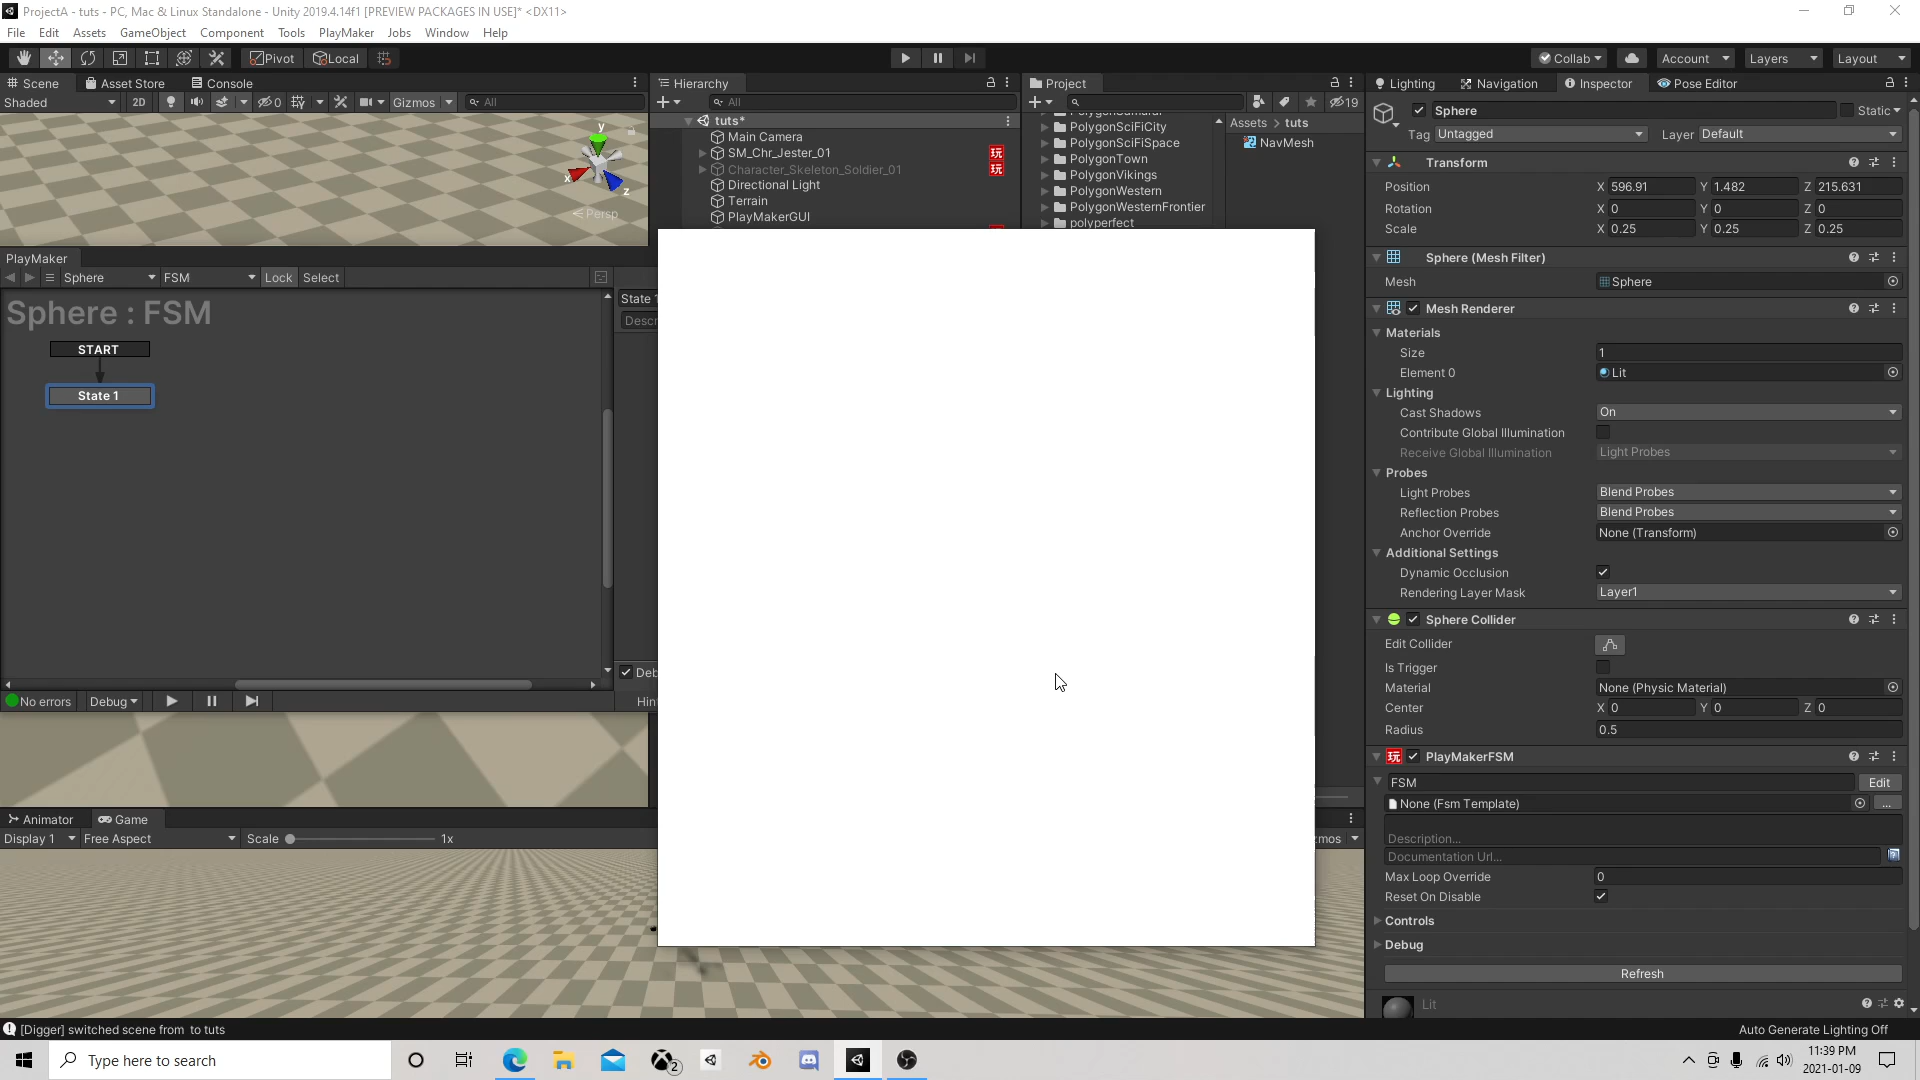 ProjectA - tuts - PC, Mac & Linux Standalone - Unity 2019.4.14f1 [PREVIEW PACKAGES IN USE]* <DX11>
File Edit Assets GameObject Component Tools PlayMaker Jobs Window Help
Pivot Local Collab Account Layers Layout
Scene Asset Store Console Hierarchy Project Lighting Navigation Inspector Pose Editor
Shaded 2D 0 Gizmos All All 19
Sphere Static
Tag Untagged Layer Default
tuts*
Main Camera
SM_Chr_Jester_01 玩
Character_Skeleton_Soldier_01 玩
Directional Light
Terrain
PlayMakerGUI
y
x
z
Persp
PolygonSciFiCity
PolygonSciFiSpace
PolygonTown
PolygonVikings
PolygonWestern
PolygonWesternFrontier
polyperfect
Assets > tuts
NavMesh
Transform
Position X 596.91 Y 1.482 Z 215.631
Rotation X 0 Y 0 Z 0
Scale X 0.25 Y 0.25 Z 0.25
PlayMaker
Sphere FSM Lock Select
Sphere : FSM
START
State 1
State 1
Descr
Deb
No errors Debug Hin
Sphere (Mesh Filter)
Mesh Sphere
Mesh Renderer
Materials
Size 1
Element 0 Lit
Lighting
Cast Shadows On
Contribute Global Illumination
Receive Global Illumination Light Probes
Probes
Light Probes Blend Probes
Reflection Probes Blend Probes
Anchor Override None (Transform)
Additional Settings
Dynamic Occlusion
Rendering Layer Mask Layer1
Sphere Collider
Edit Collider
Is Trigger
Material None (Physic Material)
Center X 0 Y 0 Z 0
Radius 0.5
玩 PlayMakerFSM
FSM Edit
None (Fsm Template) ...
Description...
Documentation Url...
Max Loop Override 0
Reset On Disable
Controls
Debug
Refresh
Lit
Animator Game
Display 1 Free Aspect Scale 1x zmos
[Digger] switched scene from to tuts
Auto Generate Lighting Off
Type here to search
2
11:39 PM
2021-01-09